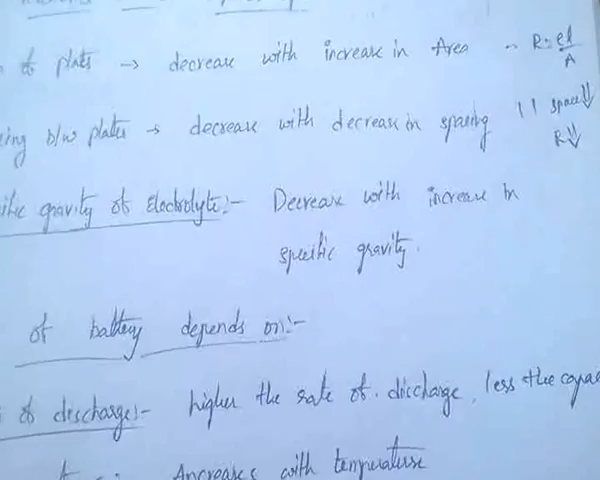 of plats → decrease with increase in Area ∵ R = ρl/A
ing b/w plates → decrease with decrease in spacing || space↓
R↓
ific gravity of Electrolyte:- Decrease with increase in
specific gravity.
of battery depends on:-
of discharge:- higher the rate of discharge, less the capa
Increases with temperature